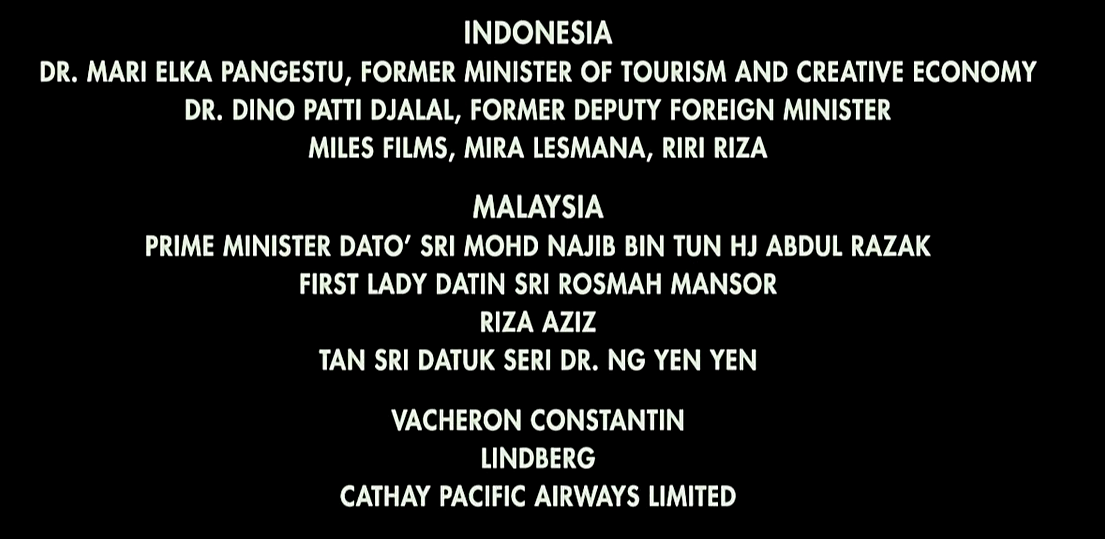 INDONESIA
DR. MARI ELKA PANGESTU, FORMER MINISTER OF TOURISM AND CREATIVE ECONOMY
DR. DINO PATTI DJALAL, FORMER DEPUTY FOREIGN MINISTER
MILES FILMS, MIRA LESMANA, RIRI RIZA
MALAYSIA
PRIME MINISTER DATO’ SRI MOHD NAJIB BIN TUN HJ ABDUL RAZAK
FIRST LADY DATIN SRI ROSMAH MANSOR
RIZA AZIZ
TAN SRI DATUK SERI DR. NG YEN YEN
VACHERON CONSTANTIN
LINDBERG
CATHAY PACIFIC AIRWAYS LIMITED